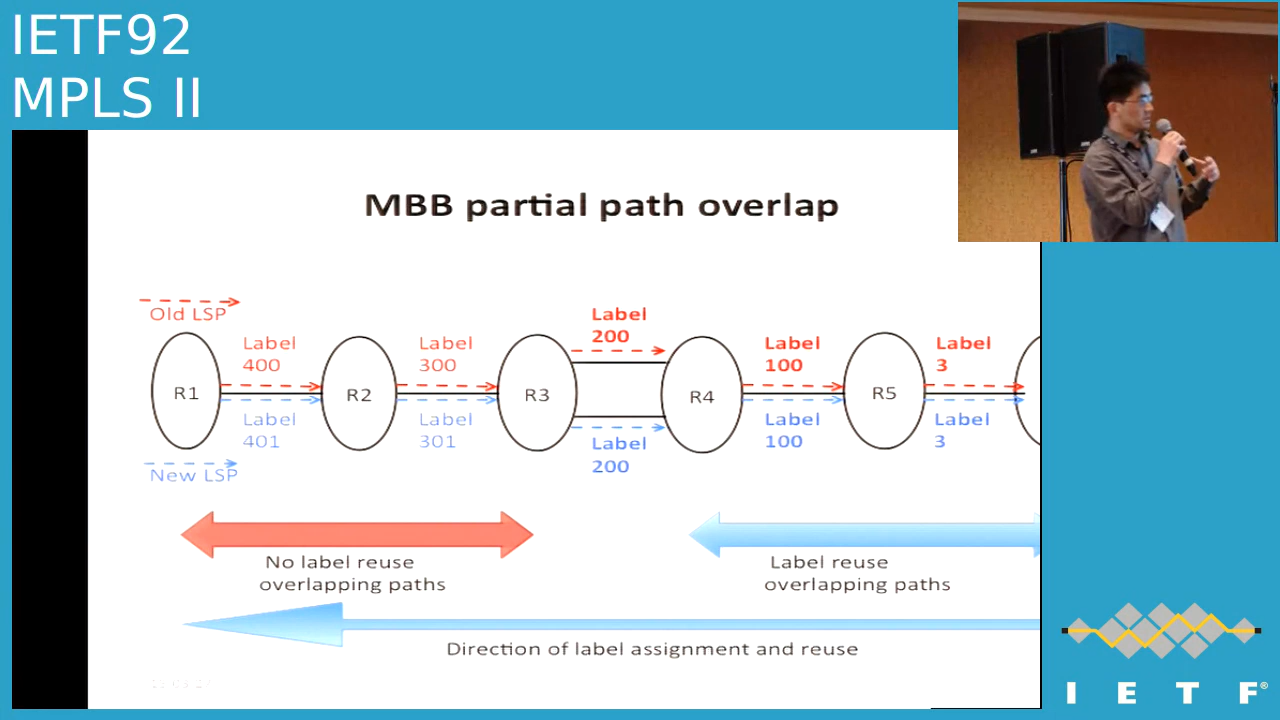 IETF92
MPLS II
MBB partial path overlap
Old LSP
Label
400
Label
300
Label
200
Label
100
Label
3
R1
R2
R3
R4
R5
Label
401
Label
301
Label
200
Label
100
Label
3
New LSP
No label reuse
overlapping paths
Label reuse
overlapping paths
Direction of label assignment and reuse
I E T F®